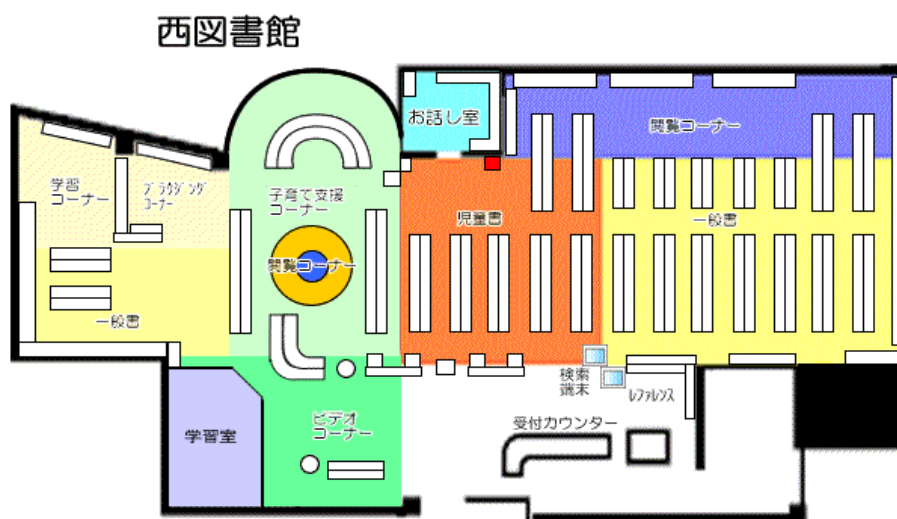 西図書館
お話し室
閲覧コーナー
学習
コーナー
ブラウジング
コーナー
子育て支援
コーナー
児童書
一般書
閲覧コーナー
一般書
検索
端末
レファレンス
学習室
ビデオ
コーナー
受付カウンター